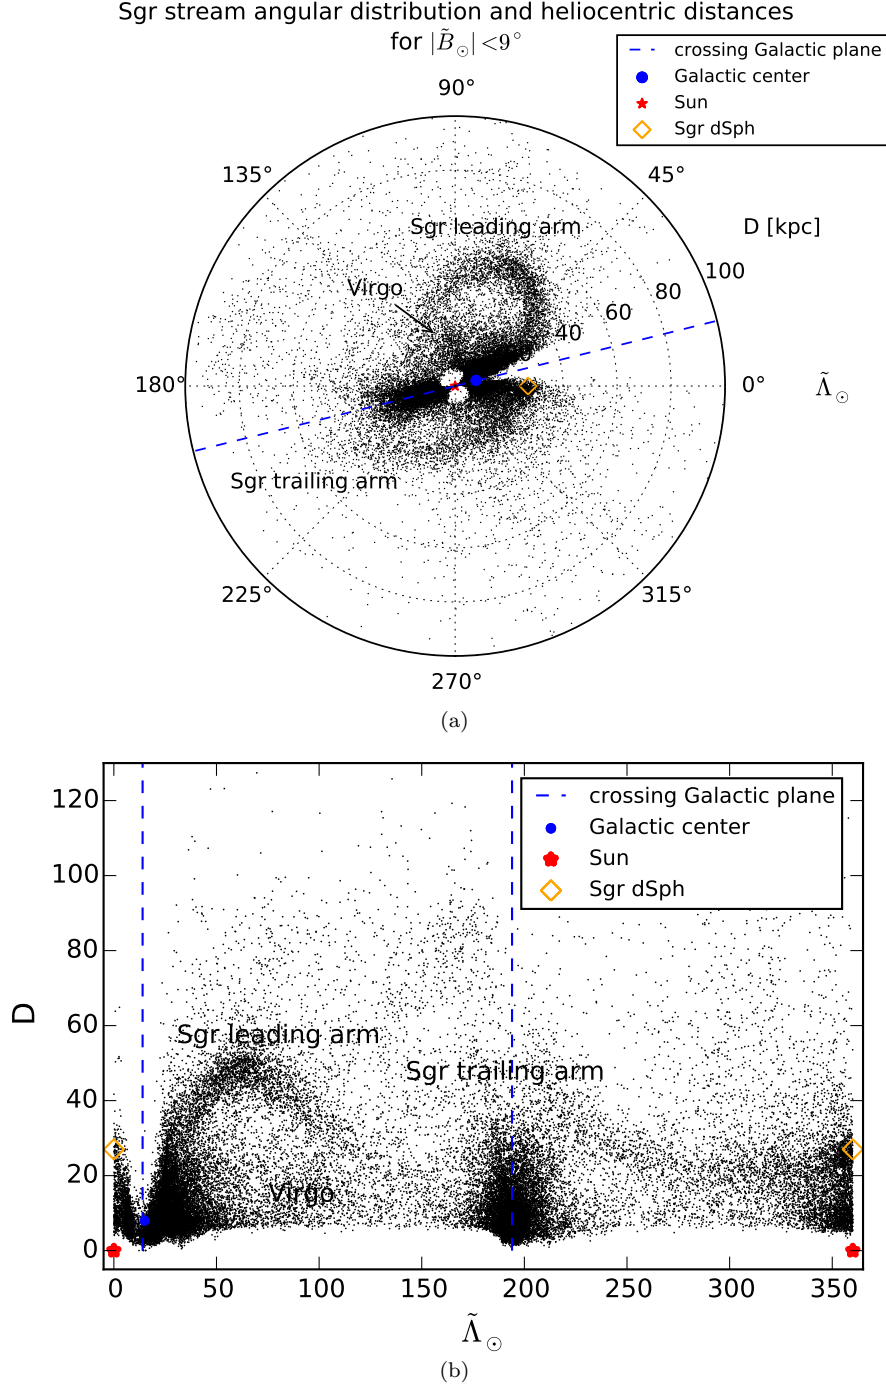 Sgr stream angular distribution and heliocentric distances
for |B̃☉|<9°
crossing Galactic plane
Galactic center
Sun
Sgr dSph
90°
135°
45°
Sgr leading arm
D [kpc]
100
Virgo
80
60
40
180°
0°
Λ̃☉
Sgr trailing arm
225°
315°
270°
(a)
120
crossing Galactic plane
Galactic center
Sun
Sgr dSph
100
80
D
60
Sgr leading arm
Sgr trailing arm
40
20
Virgo
0
0 50 100 150 200 250 300 350
Λ̃☉
(b)